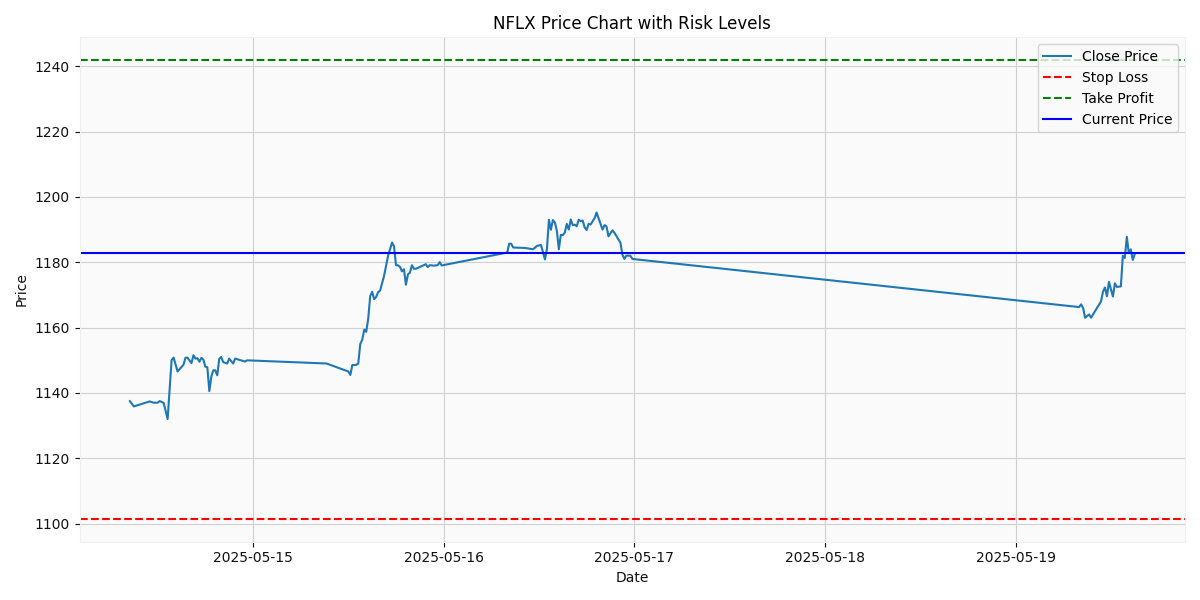 NFLX Price Chart with Risk Levels
Close Price
Stop Loss
Take Profit
Current Price
Price
1240
1220
1200
1180
1160
1140
1120
1100
2025-05-15 2025-05-16 2025-05-17 2025-05-18 2025-05-19
Date